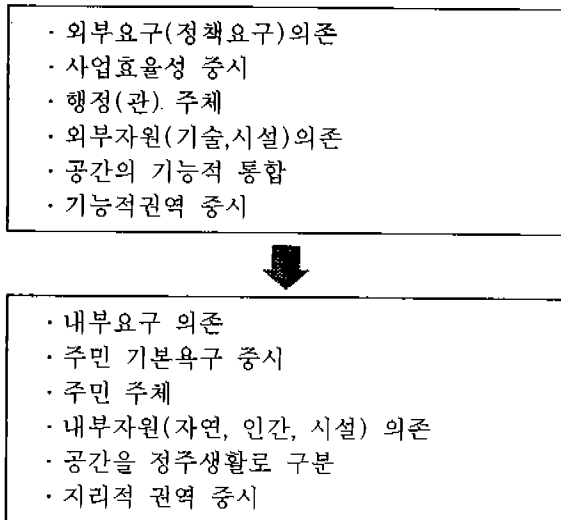 · 외부요구(정책요구)의존
· 사업효율성 중시
· 행정(관). 주체
· 외부자원(기술,시설)의존
· 공간의 기능적 통합
· 기능적권역 중시
· 내부요구 의존
· 주민 기본욕구 중시
· 주민 주체
· 내부자원(자연, 인간, 시설) 의존
· 공간을 정주생활로 구분
· 지리적 권역 중시